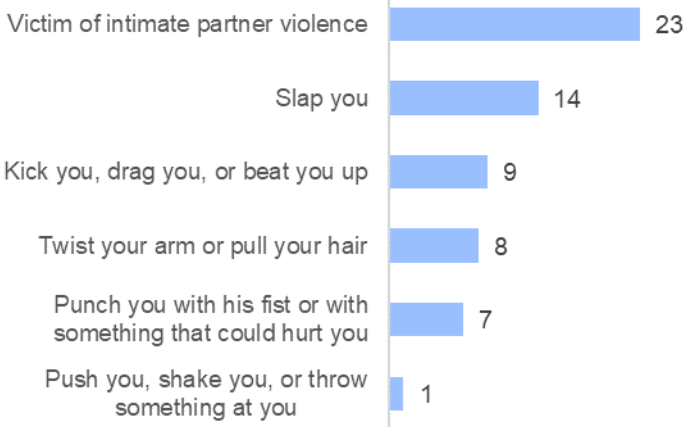 Victim of intimate partner violence 23
Slap you 14
Kick you, drag you, or beat you up 9
Twist your arm or pull your hair 8
Punch you with his fist or with
something that could hurt you 7
Push you, shake you, or throw
something at you 1